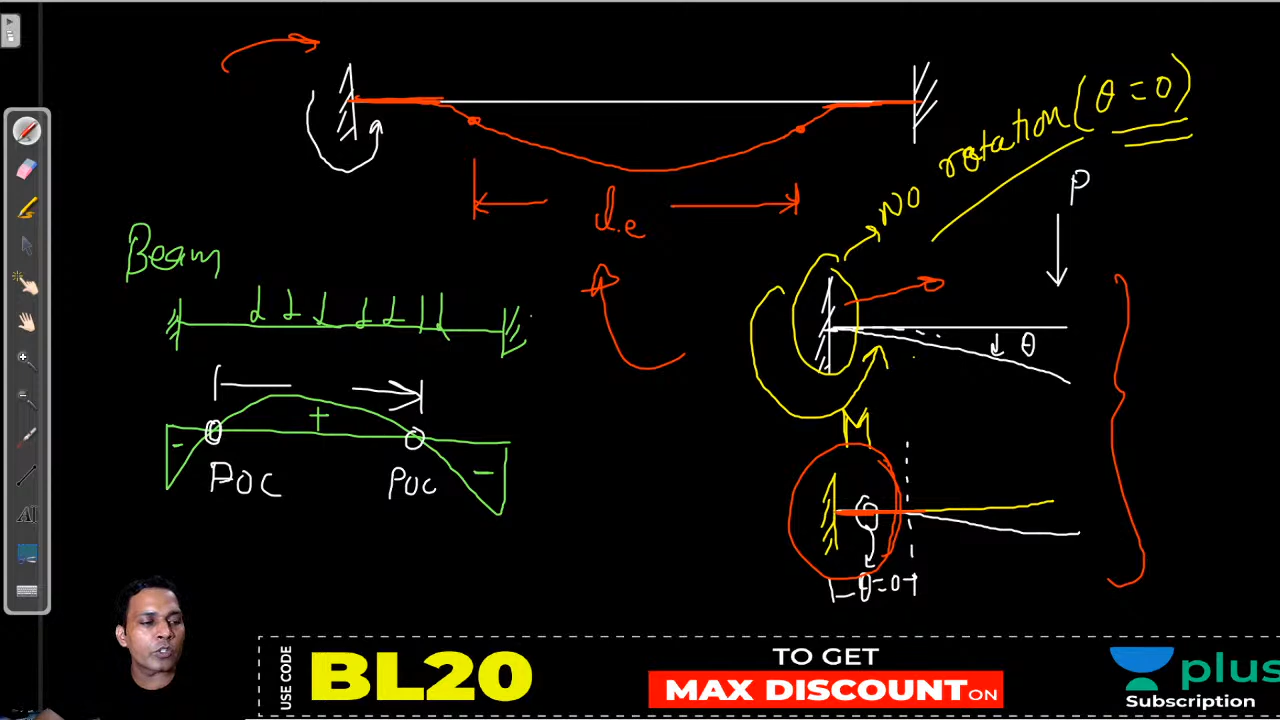 NO rotation (θ = 0)
P
le
Beam
θ
+
-
-
M
POC
POC
θ=0
USE CODE
BL20
TO GET
MAX DISCOUNT ON
plus
Subscription